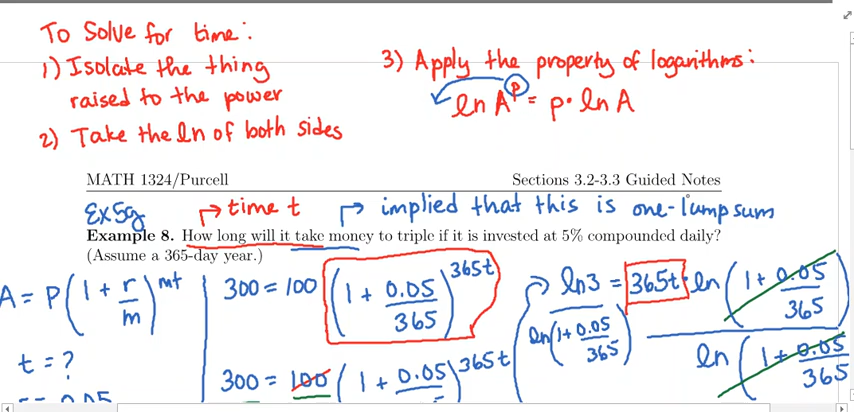 To Solve for time:
1) Isolate the thing
raised to the power
2) Take the ln of both sides
3) Apply the property of logarithms:
ln A^p = p · ln A
MATH 1324/Purcell
Sections 3.2-3.3 Guided Notes
Ex5g
time t
implied that this is one-lump sum
Example 8. How long will it take money to triple if it is invested at 5% compounded daily?
(Assume a 365-day year.)
A = P(1 + r/m)^mt
t = ?
300 = 100 (1 + 0.05/365)^365t
300 = 100 (1 + 0.05
)^365t
ln3 = 365t · ln (1 + 0.05/365)
ln(1 + 0.05/365)
ln (1 + 0.05/365)